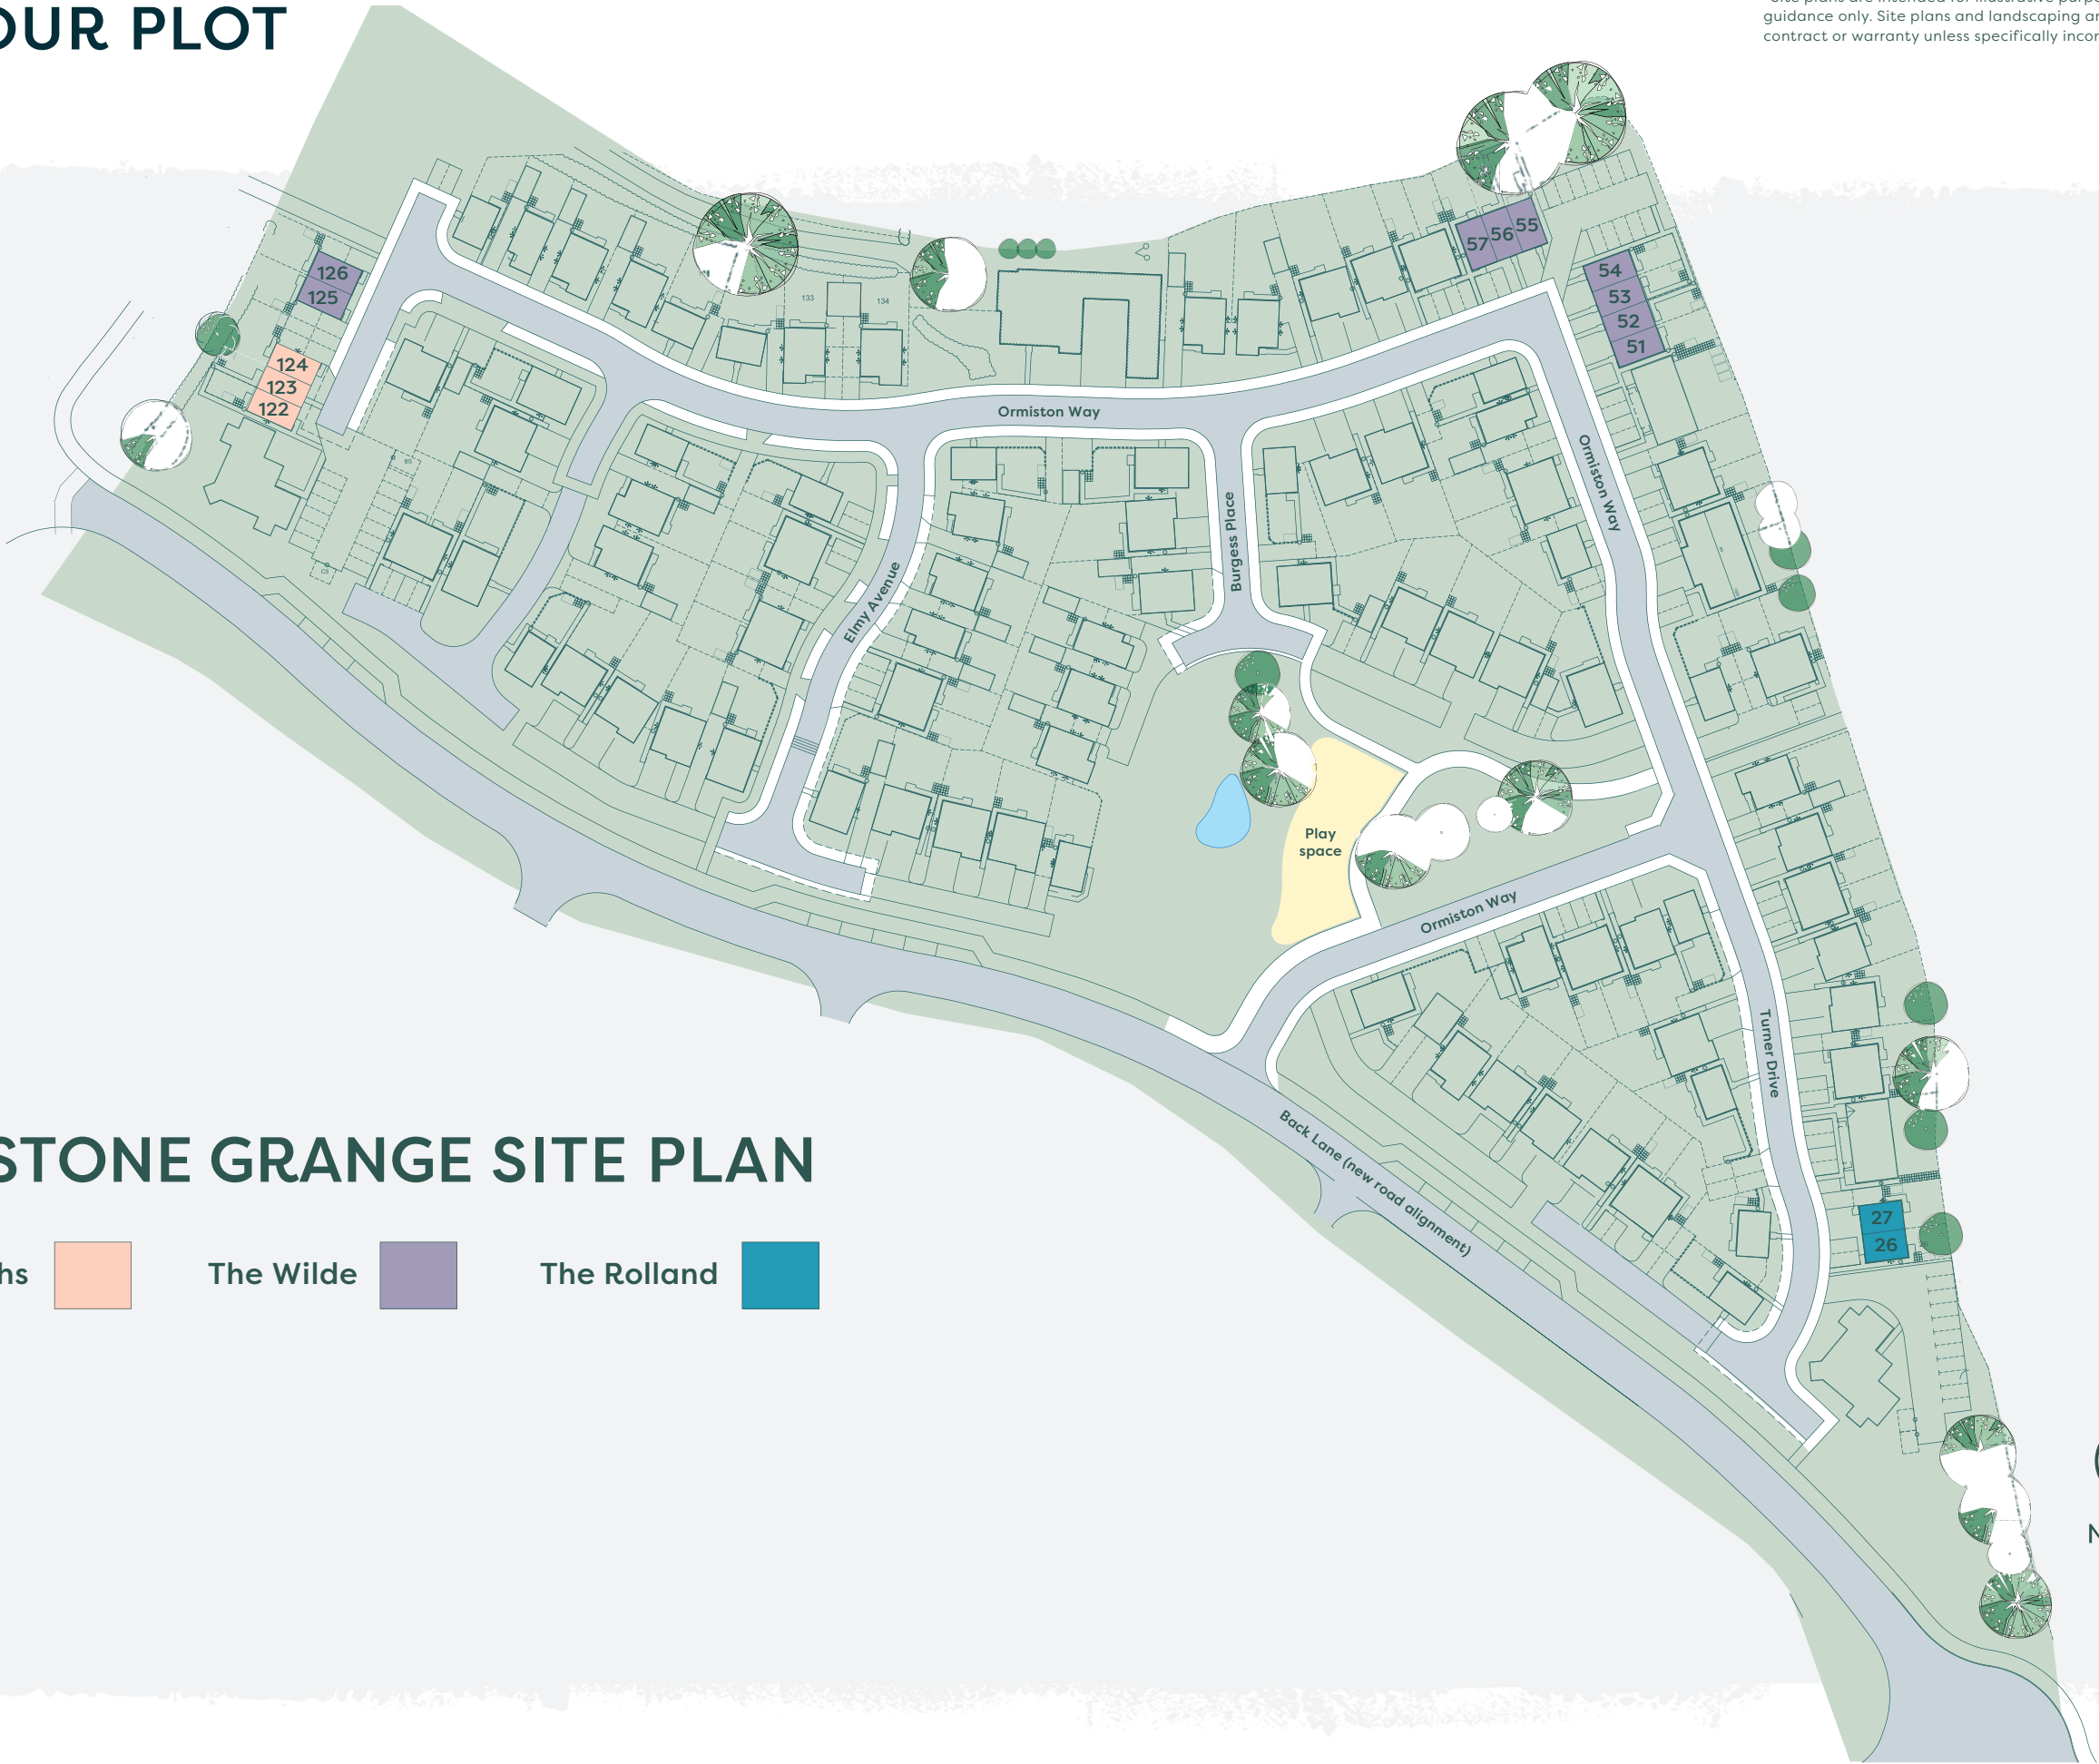 OUR PLOT
guidance only. Site plans and landscaping
contract or warranty unless specifically
126
125
124
123
122
133
134
57 56 55
54
53
52
51
Ormiston Way
Ormiston Way
Burgess Place
Elmy Avenue
Play
space
Ormiston Way
Turner Drive
Back Lane (new road alignment)
27
26
STONE GRANGE SITE PLAN
hs
The Wilde
The Rolland
N